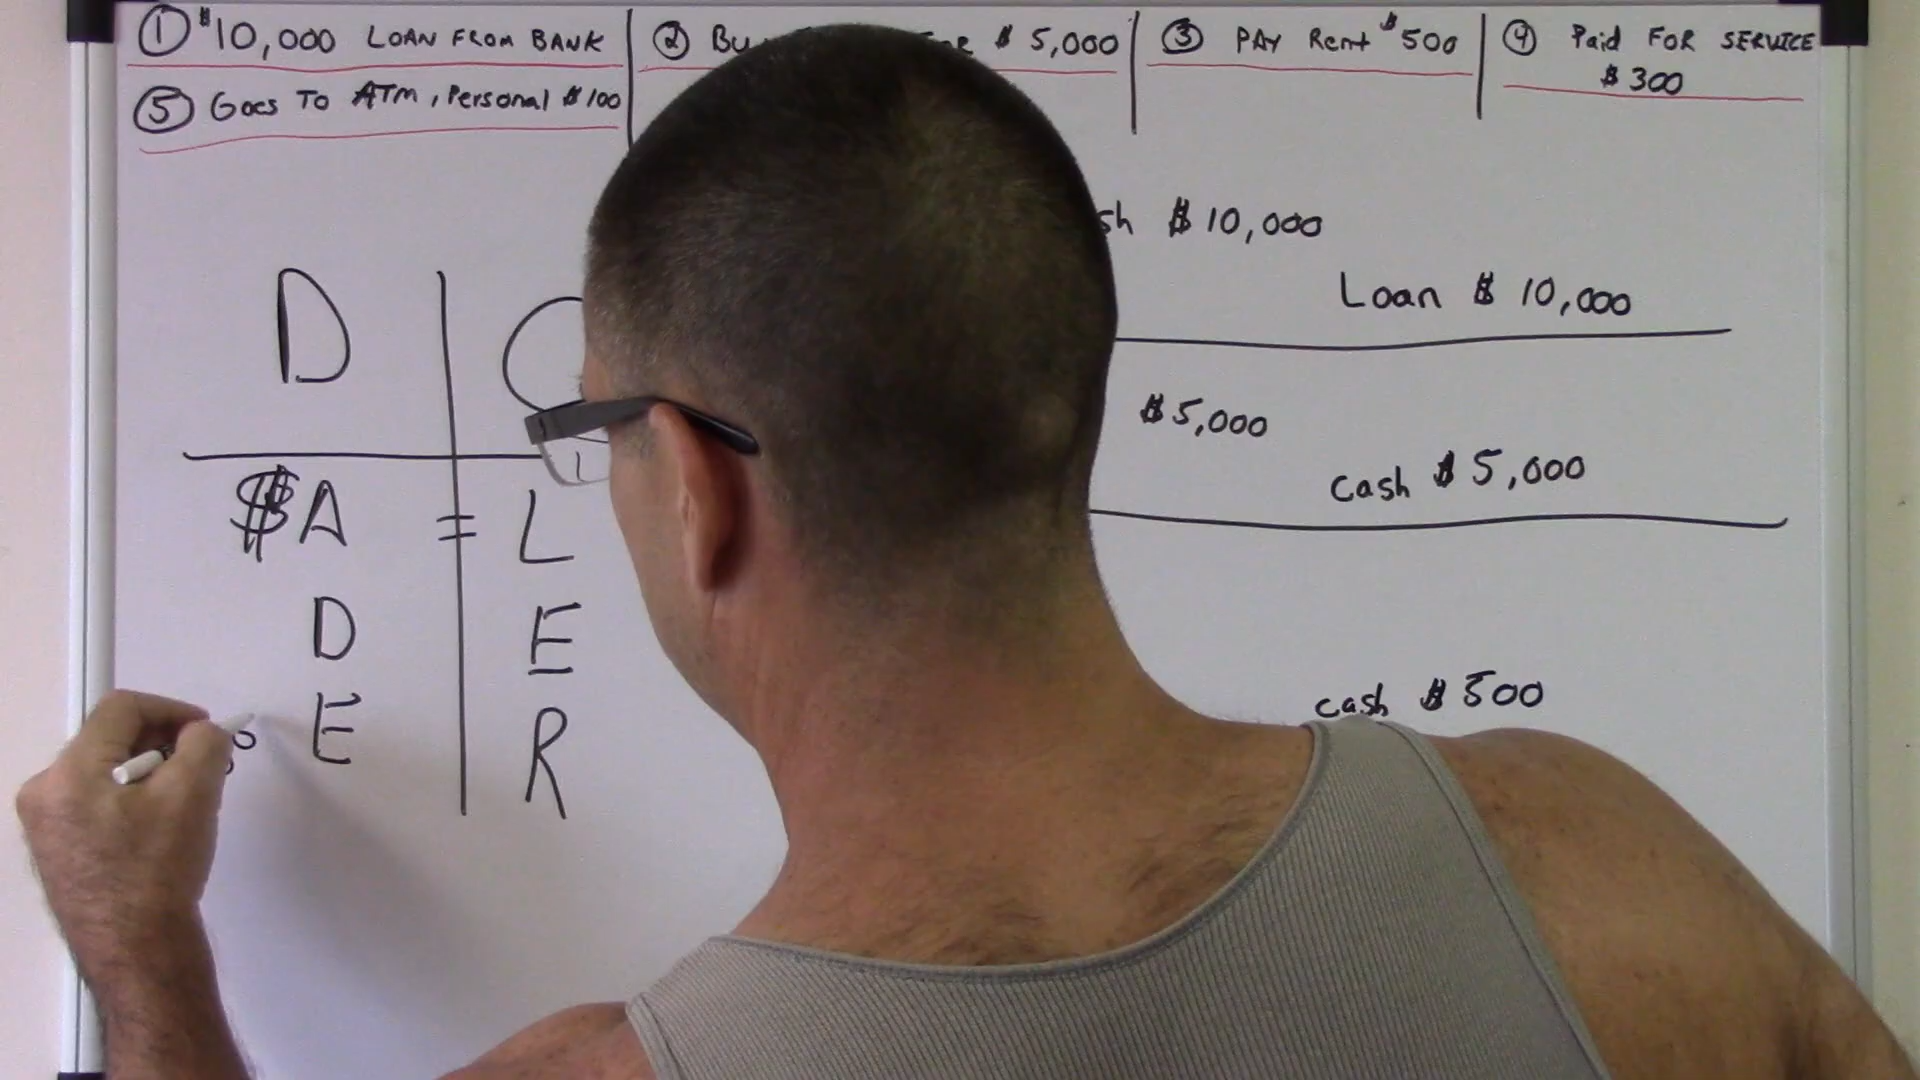 ① $10,000 LOAN FROM BANK
② Bu $ 5,000
③ PAY Rent $500
④ Paid FOR SERVICE
$ 300
⑤ Goes To ATM, Personal $100
$ 10,000
Loan $ 10,000
$5,000
cash $5,000
cash $500
D
$A = L
D E
E R